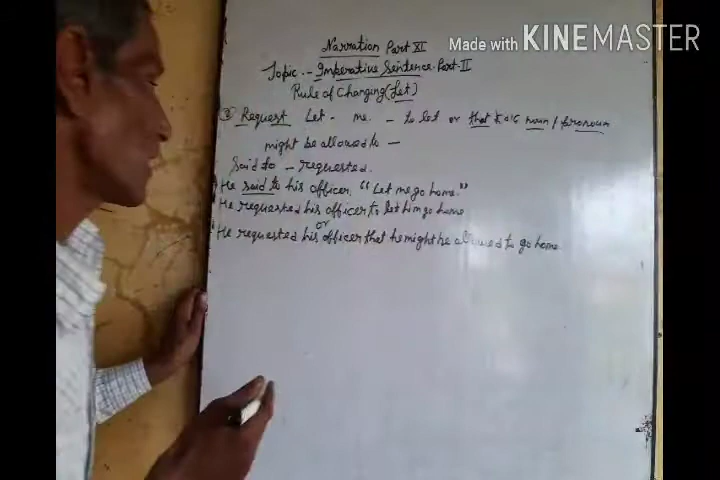 Narration Part XI
Made with KINEMASTER
Topic :- Imperative Sentence Part-II
Rule of Changing (Let)
③ Request Let - me - to let or that noun/pronoun
might be allowed to —
Said to - requested.
He said to his officer, "Let me go home."
He requested his officer to let him go home
or
He requested his officer that he might be allowed to go home